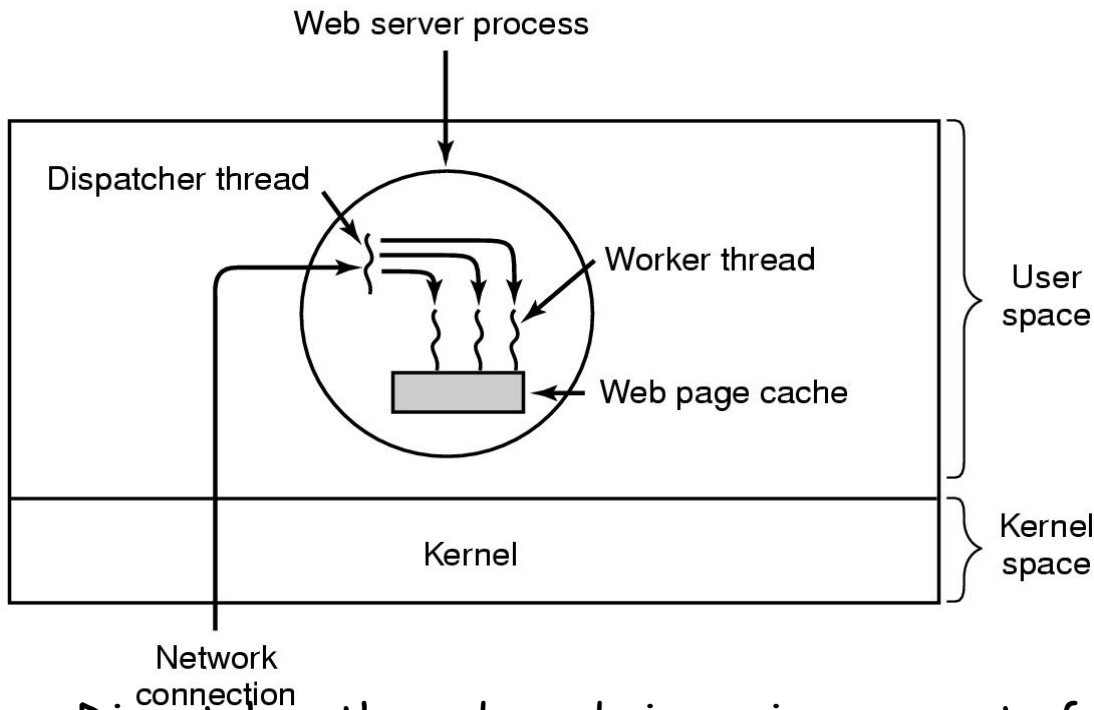 Web server process
Dispatcher thread
Worker thread
User
space
Web page cache
Kernel
Kernel
space
Network
connection